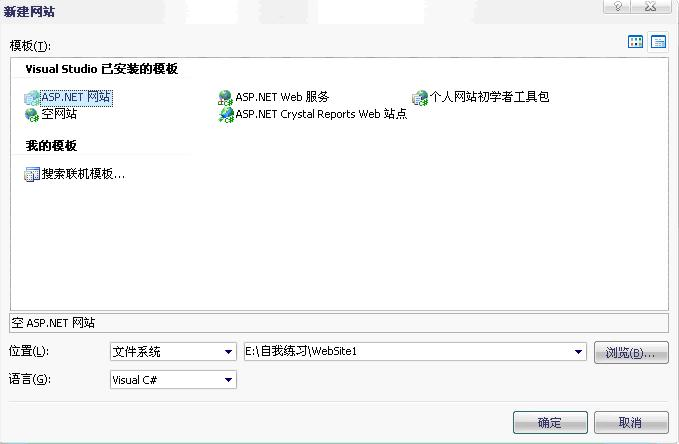 新建网站
模板(T):
Visual Studio 已安装的模板
ASP.NET 网站
ASP.NET Web 服务
个人网站初学者工具包
空网站
ASP.NET Crystal Reports Web 站点
我的模板
搜索联机模板...
空 ASP.NET 网站
位置(L):
文件系统
E:\自我练习\WebSite1
浏览(B)...
语言(G):
Visual C#
确定
取消